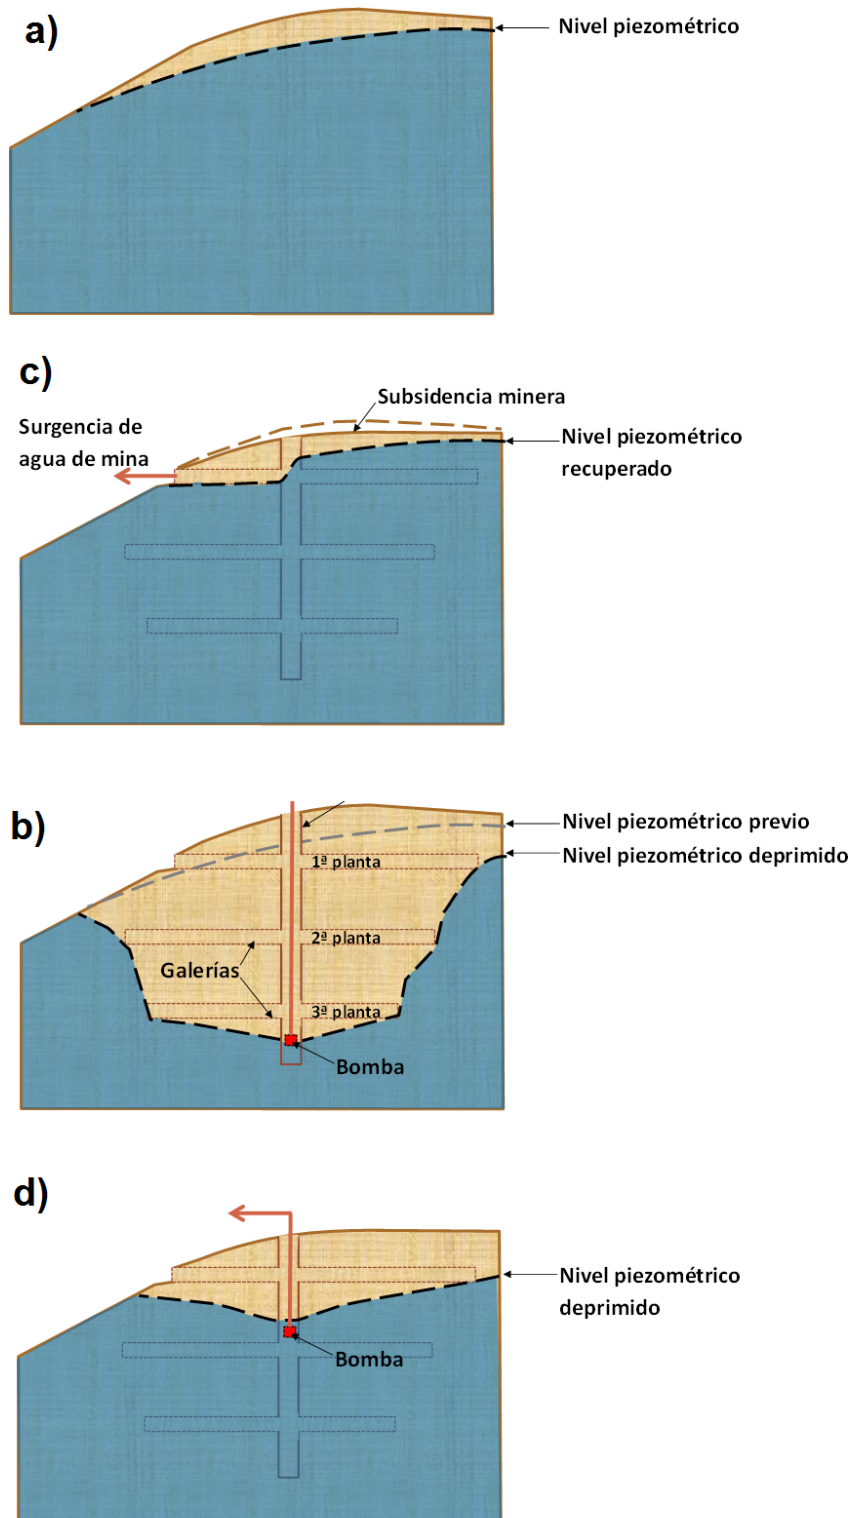 a)
Nivel piezométrico
c)
Subsidencia minera
Surgencia de
agua de mina
Nivel piezométrico
recuperado
b)
Nivel piezométrico previo
Nivel piezométrico deprimido
1ª planta
2ª planta
Galerías
3ª planta
Bomba
d)
Nivel piezométrico
deprimido
Bomba